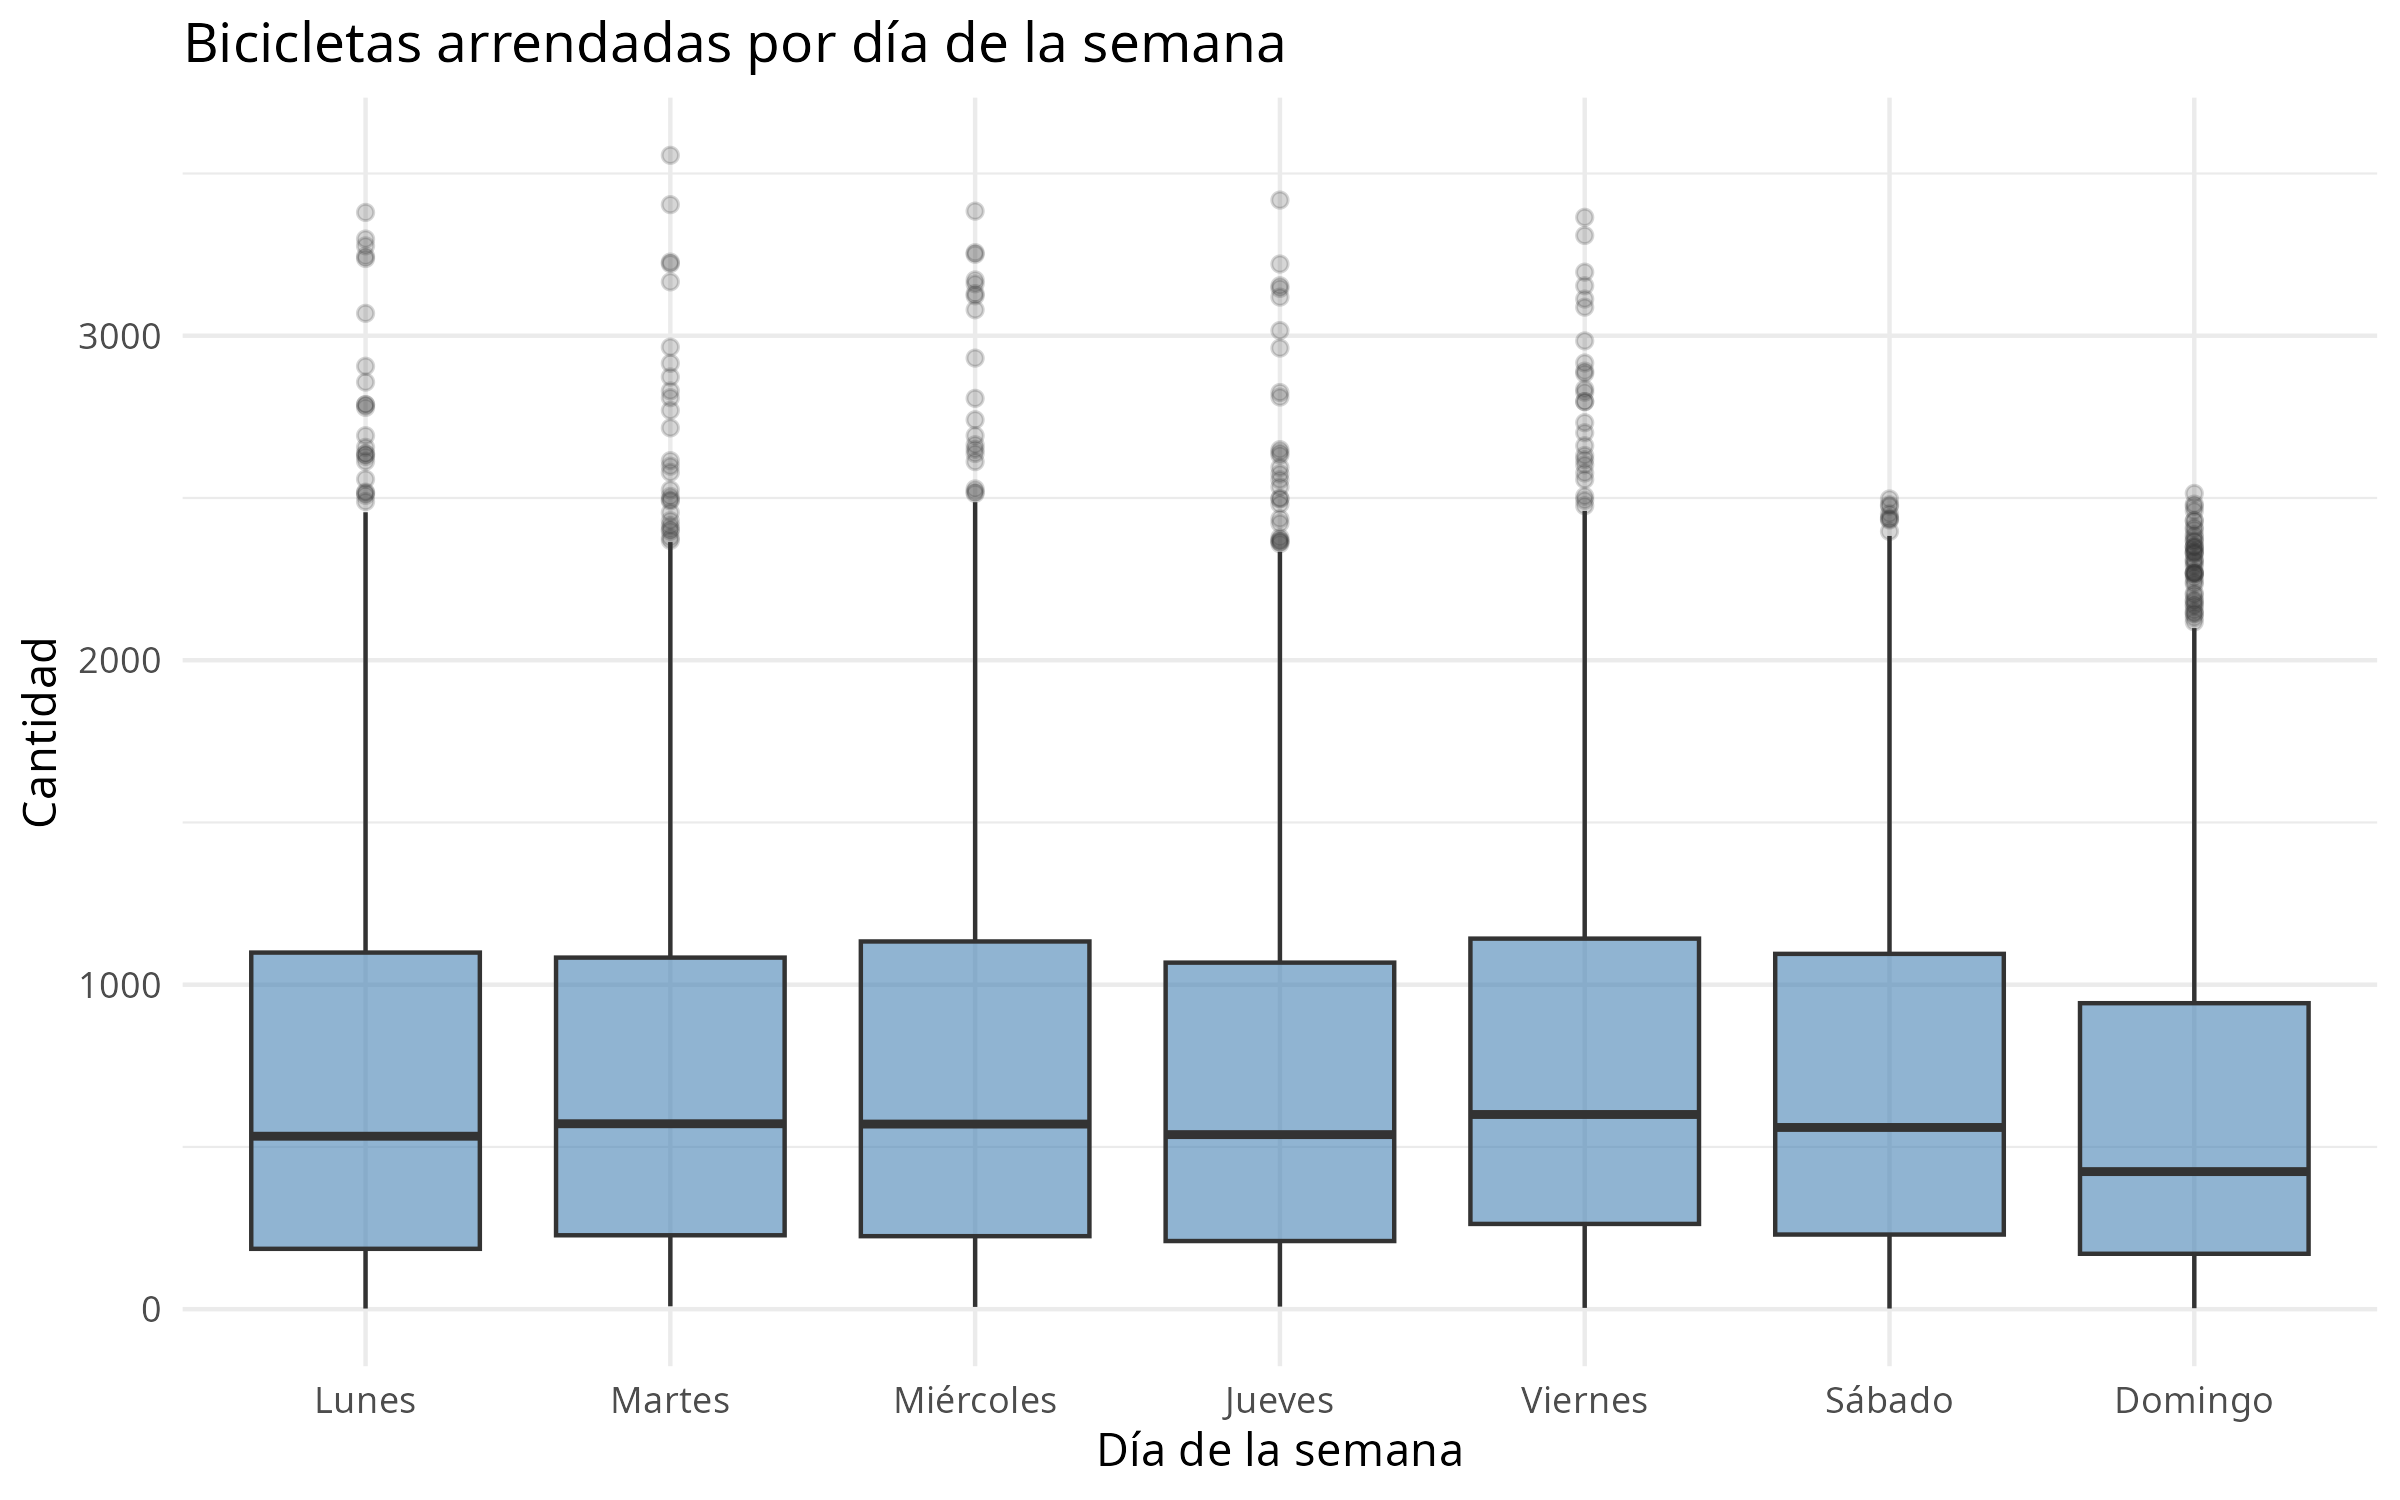 Bicicletas arrendadas por día de la semana
Cantidad
3000
2000
1000
0
Lunes Martes Miércoles Jueves Viernes Sábado Domingo
Día de la semana